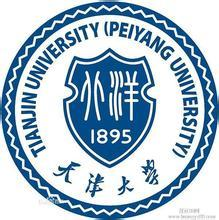 TIANJIN UNIVERSITY (PEIYANG UNIVERSITY)
北洋
1895
天津大学